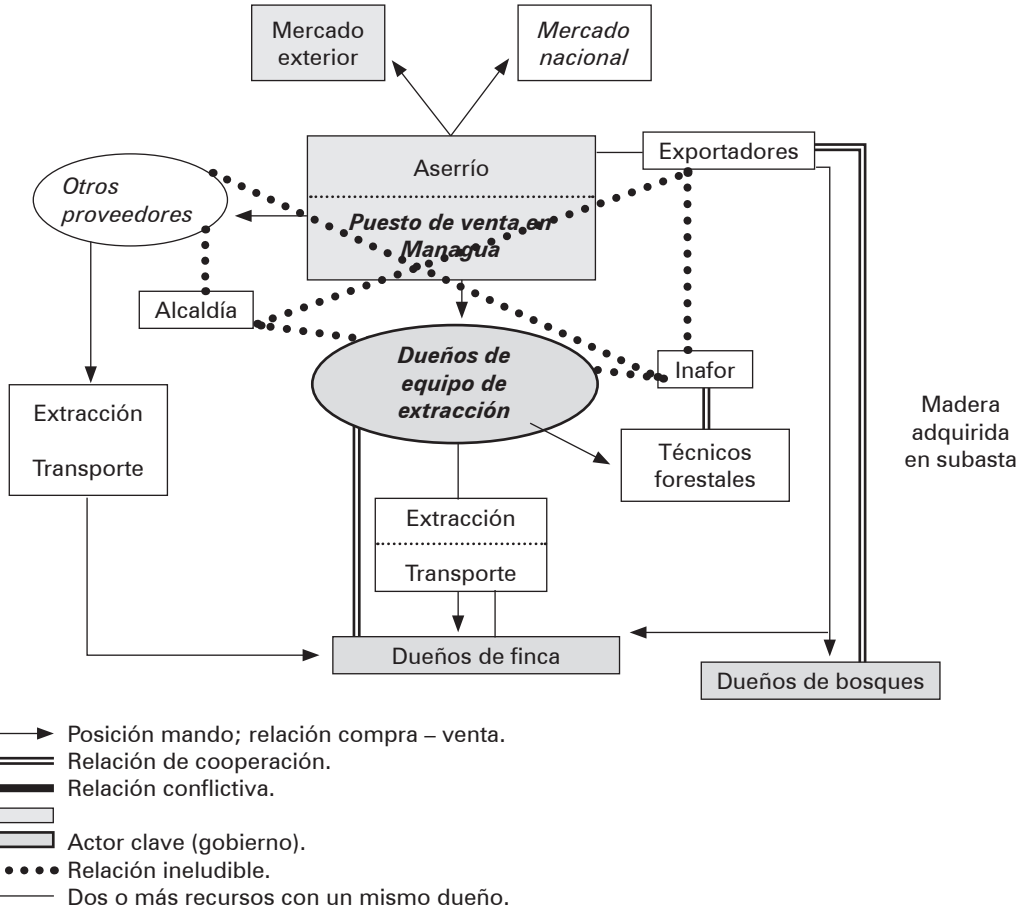 Mercado
exterior
Mercado
nacional
Aserrío
Exportadores
Otros
proveedores
Puesto de venta en
Managua
Alcaldía
Dueños de
equipo de
extracción
Inafor
Extracción
Transporte
Técnicos
forestales
Madera
adquirida
en subasta
Extracción
Transporte
Dueños de finca
Dueños de bosques
Posición mando; relación compra – venta.
Relación de cooperación.
Relación conflictiva.
Actor clave (gobierno).
Relación ineludible.
Dos o más recursos con un mismo dueño.